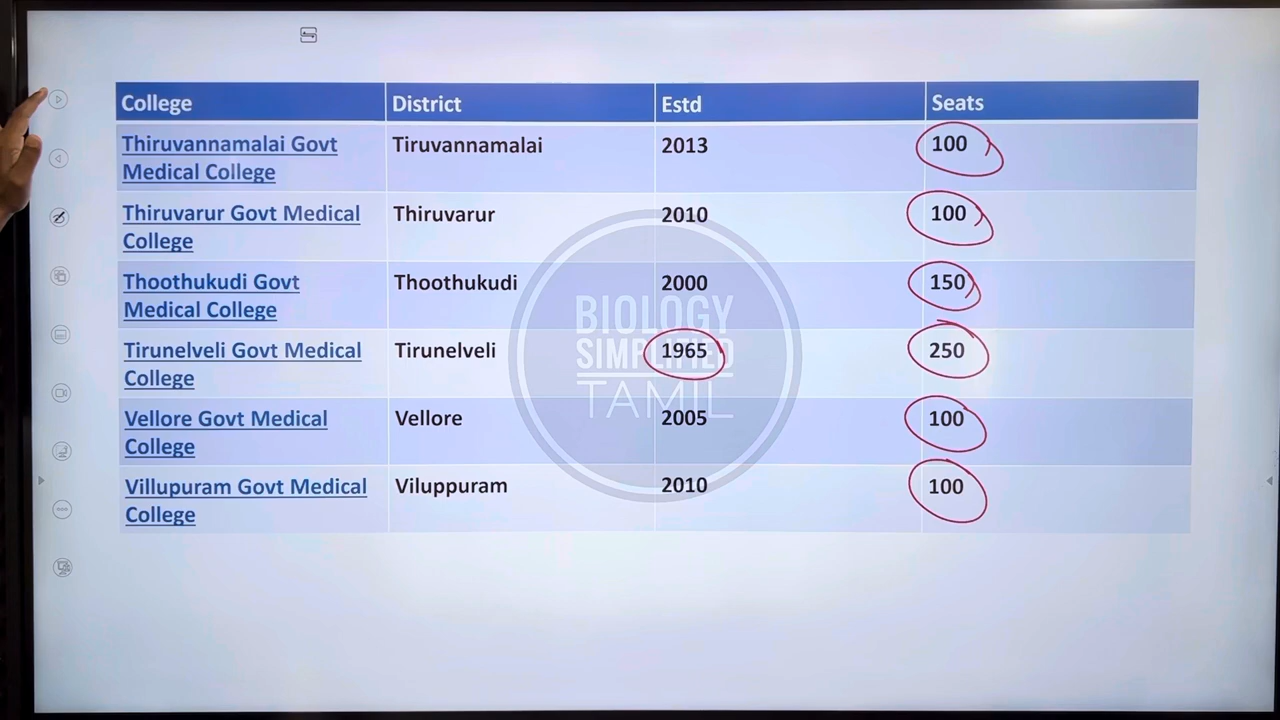 College District Estd Seats
Thiruvannamalai Govt Tiruvannamalai 2013 100
Medical College
Thiruvarur Govt Medical Thiruvarur 2010 100
College
Thoothukudi Govt Thoothukudi 2000 150
Medical College
Tirunelveli Govt Medical Tirunelveli 1965 250
College
Vellore Govt Medical Vellore 2005 100
College
Villupuram Govt Medical Viluppuram 2010 100
College
BIOLOGY
SIMPLIFIED
TAMIL